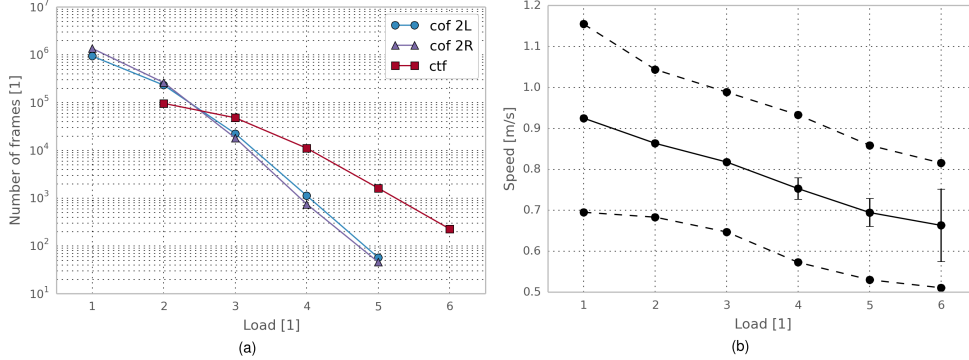 10^7
10^6
10^5
10^4
10^3
10^2
10^1
Number of frames [1]
cof 2L
cof 2R
ctf
1 2 3 4 5 6
Load [1]
(a)
1.2
1.1
1.0
0.9
0.8
0.7
0.6
0.5
Speed [m/s]
1 2 3 4 5 6
Load [1]
(b)